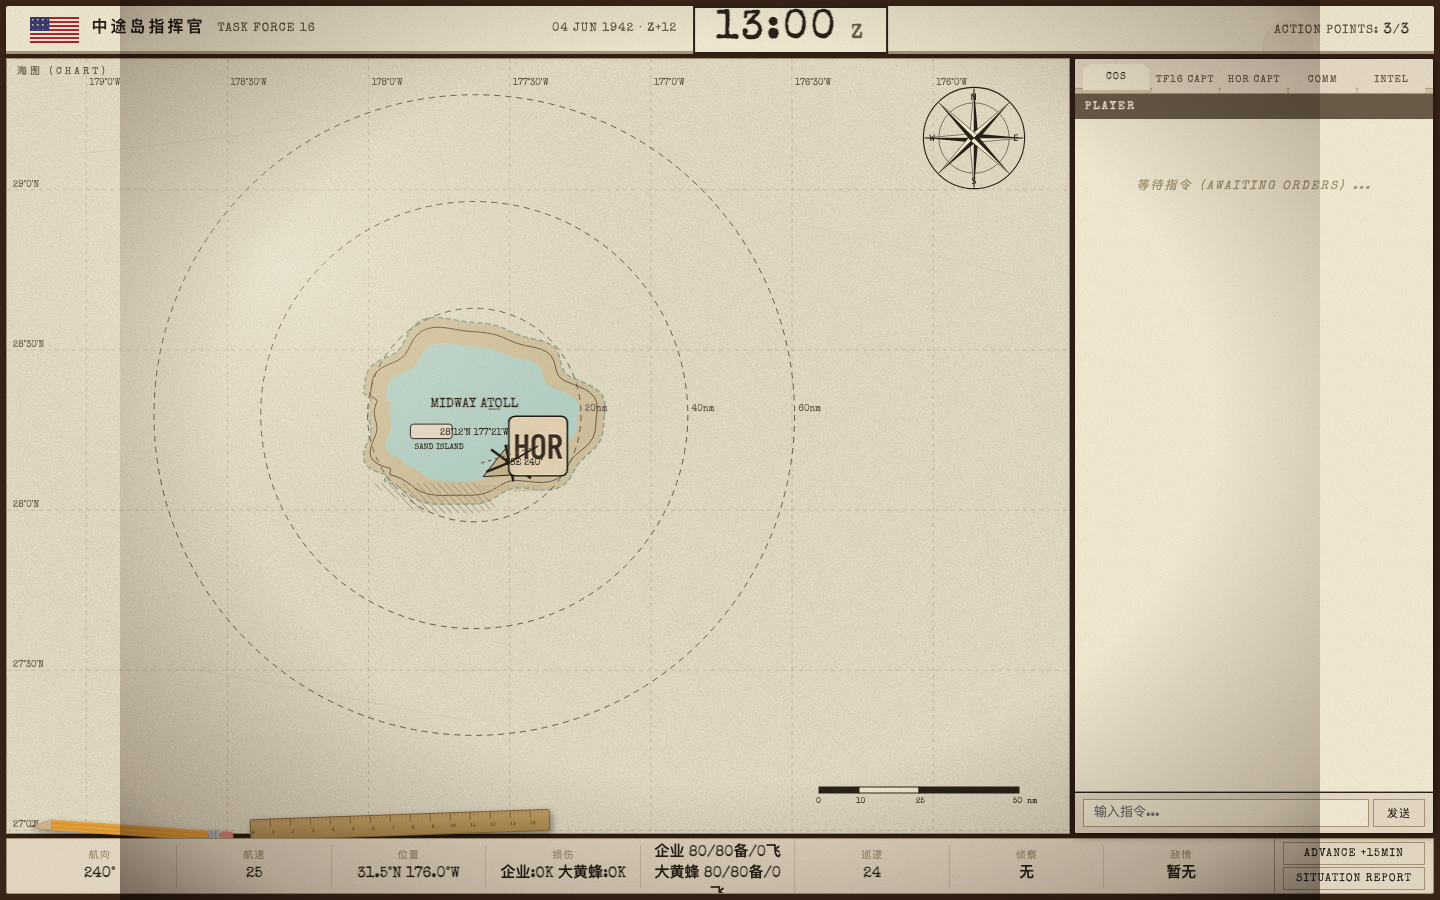 中途岛指挥官 TASK FORCE 16
04 JUN 1942 · Z+12
13:00 Z
ACTION POINTS: 3/3
海图 (CHART)
179°0'W 178°30'W 178°0'W 177°30'W 177°0'W 176°30'W 176°0'W
N
W E
S
29°0'N
28°30'N
28°0'N
27°30'N
27°0'N
20nm
40nm
60nm
MIDWAY ATOLL
28°12'N 177°21'W
SAND ISLAND
HOR
0 10 25 50 nm
COS
TF16 CAPT
HOR CAPT
COMM
INTEL
PLAYER
等待指令 (AWAITING ORDERS) ...
输入指令...
发送
航向
240°
航速
25
位置
31.5°N 176.0°W
损伤
企业:OK 大黄蜂:OK
企业 80/80备/0飞
大黄蜂 80/80备/0
飞
巡逻
24
侦察
无
敌情
暂无
ADVANCE +15MIN
SITUATION REPORT